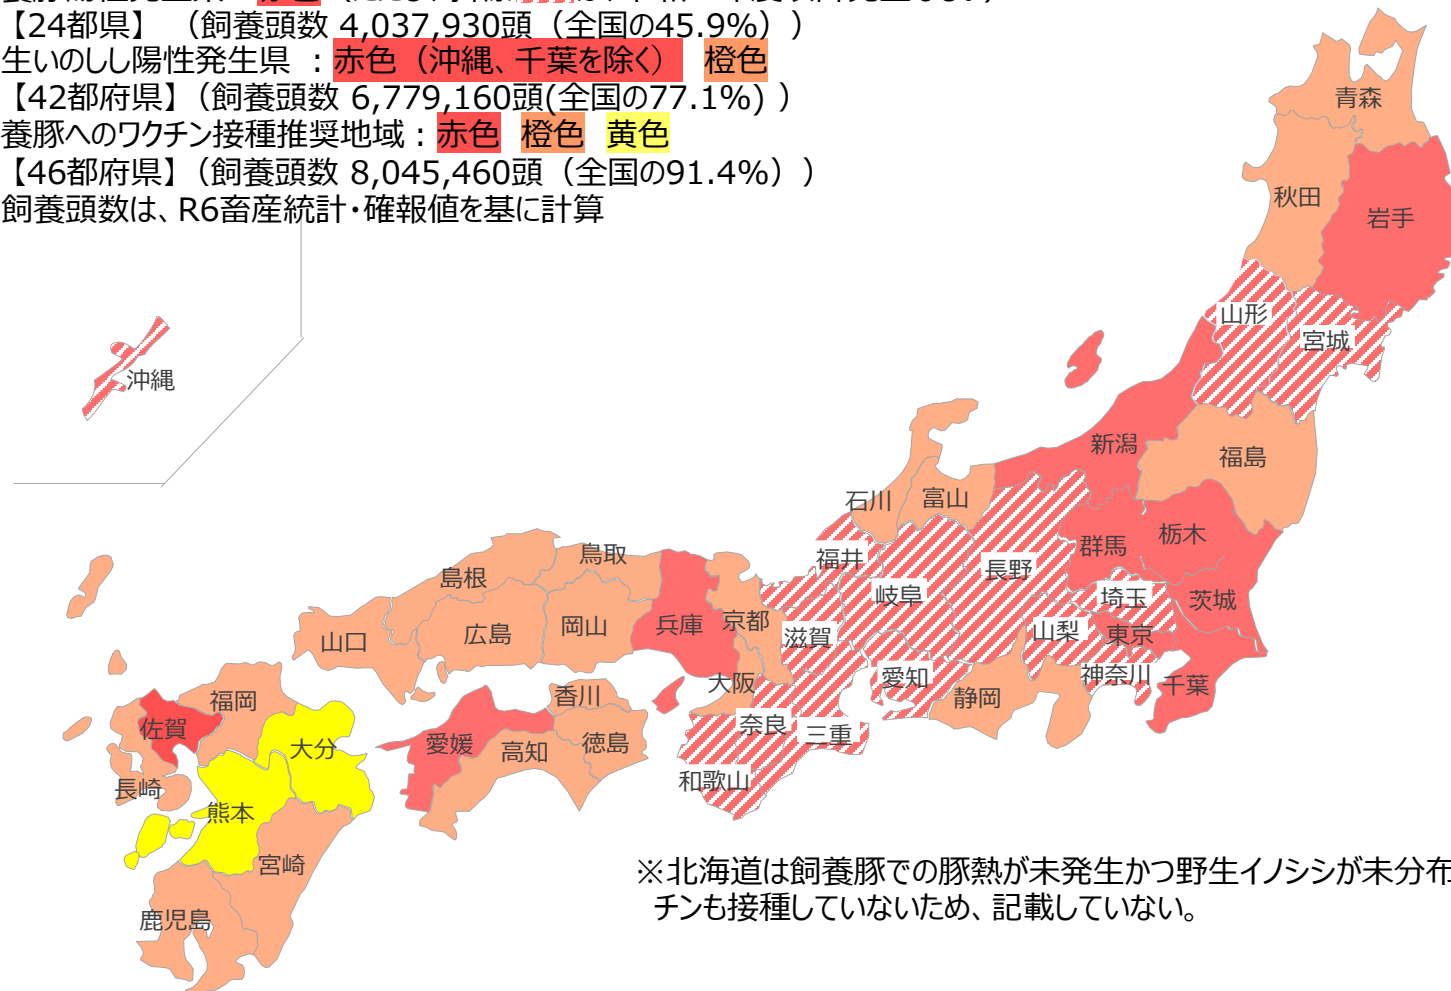 【24都県】 （飼養頭数 4,037,930頭（全国の45.9%））
生いのしし陽性発生県 ：赤色（沖縄、千葉を除く） 橙色
【42都府県】（飼養頭数 6,779,160頭(全国の77.1%) ）
養豚へのワクチン接種推奨地域：赤色 橙色 黄色
【46都府県】（飼養頭数 8,045,460頭（全国の91.4%））
飼養頭数は、R6畜産統計・確報値を基に計算
青森
秋田
岩手
山形
宮城
沖縄
新潟
福島
石川
富山
栃木
群馬
鳥取
福井
長野
島根
岐阜
埼玉
茨城
山口
広島
岡山
兵庫
京都
滋賀
山梨
東京
愛知
神奈川
千葉
大阪
静岡
香川
福岡
佐賀
奈良
三重
大分
愛媛
高知
徳島
和歌山
長崎
熊本
宮崎
鹿児島
※北海道は飼養豚での豚熱が未発生かつ野生イノシシが未分布
チンも接種していないため、記載していない。